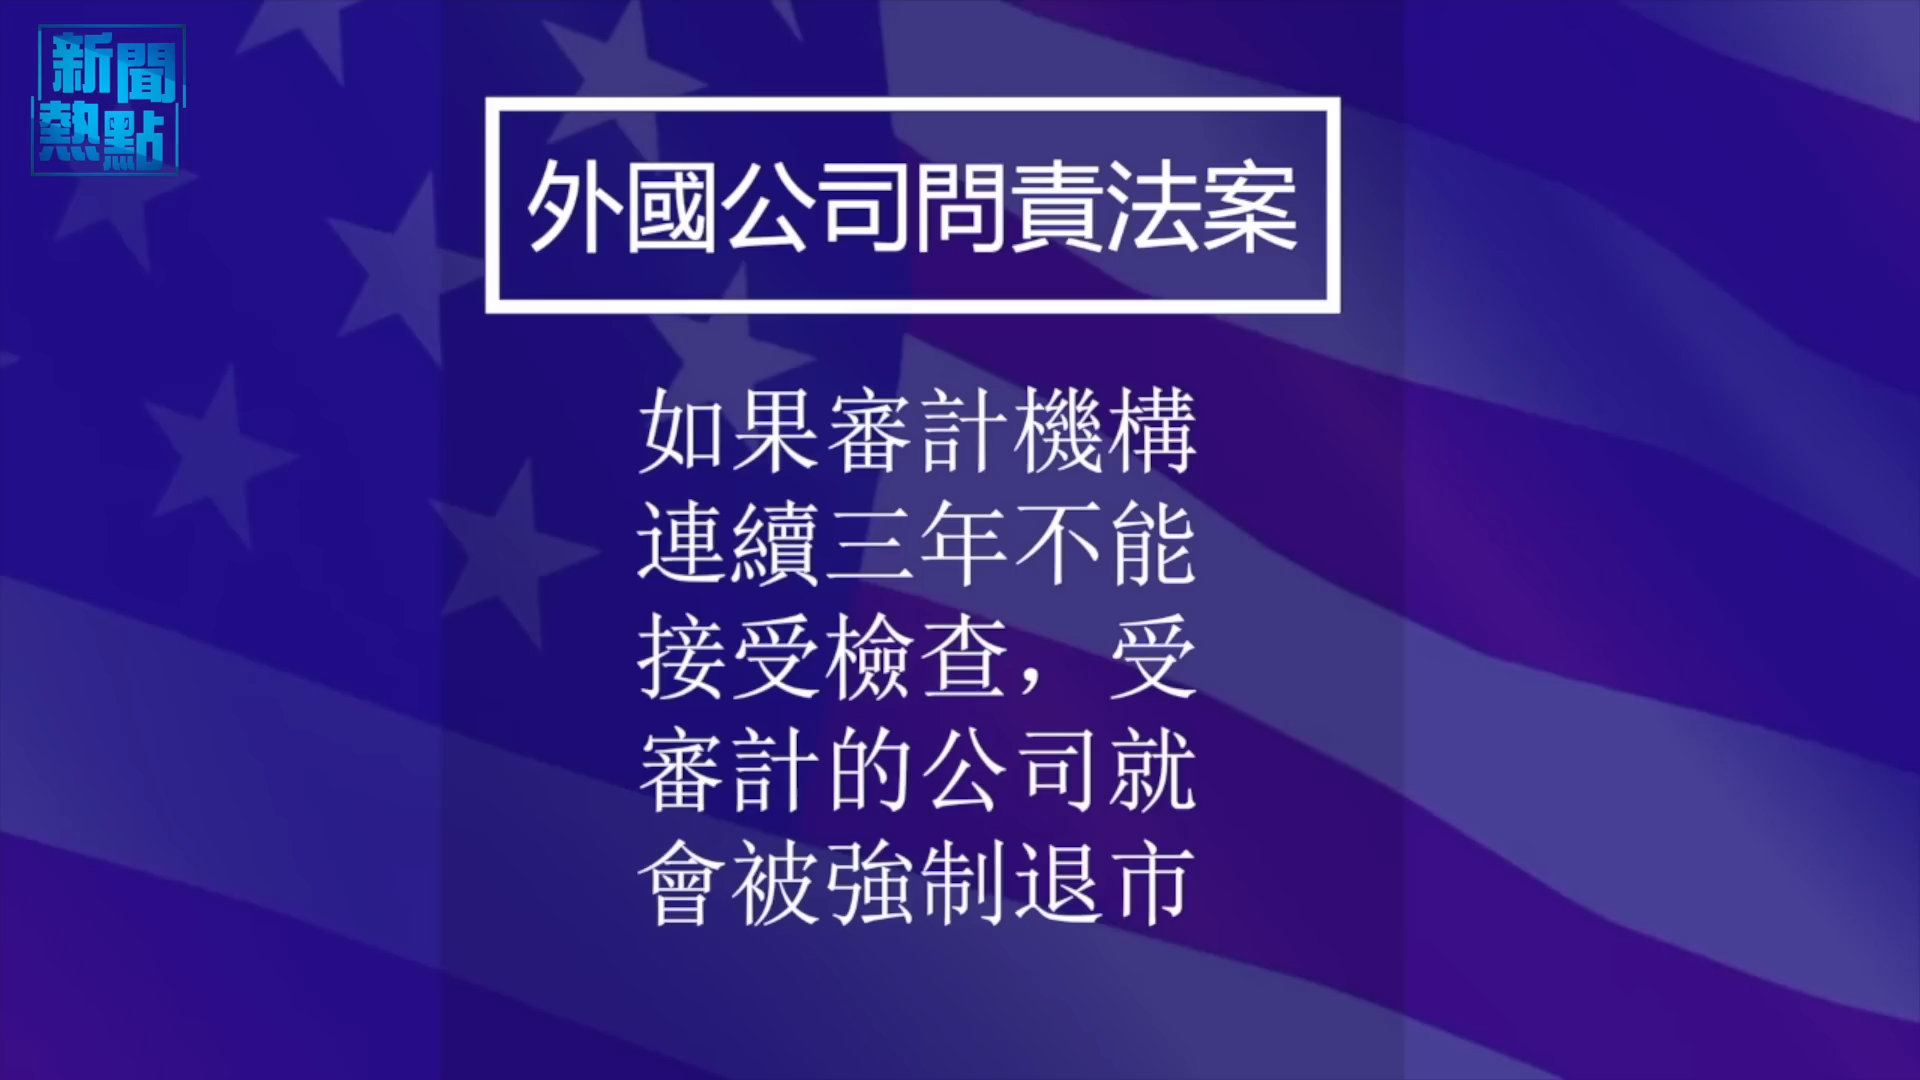 新聞
熱點
外國公司問責法案
如果審計機構
連續三年不能
接受檢查，受
審計的公司就
會被強制退市